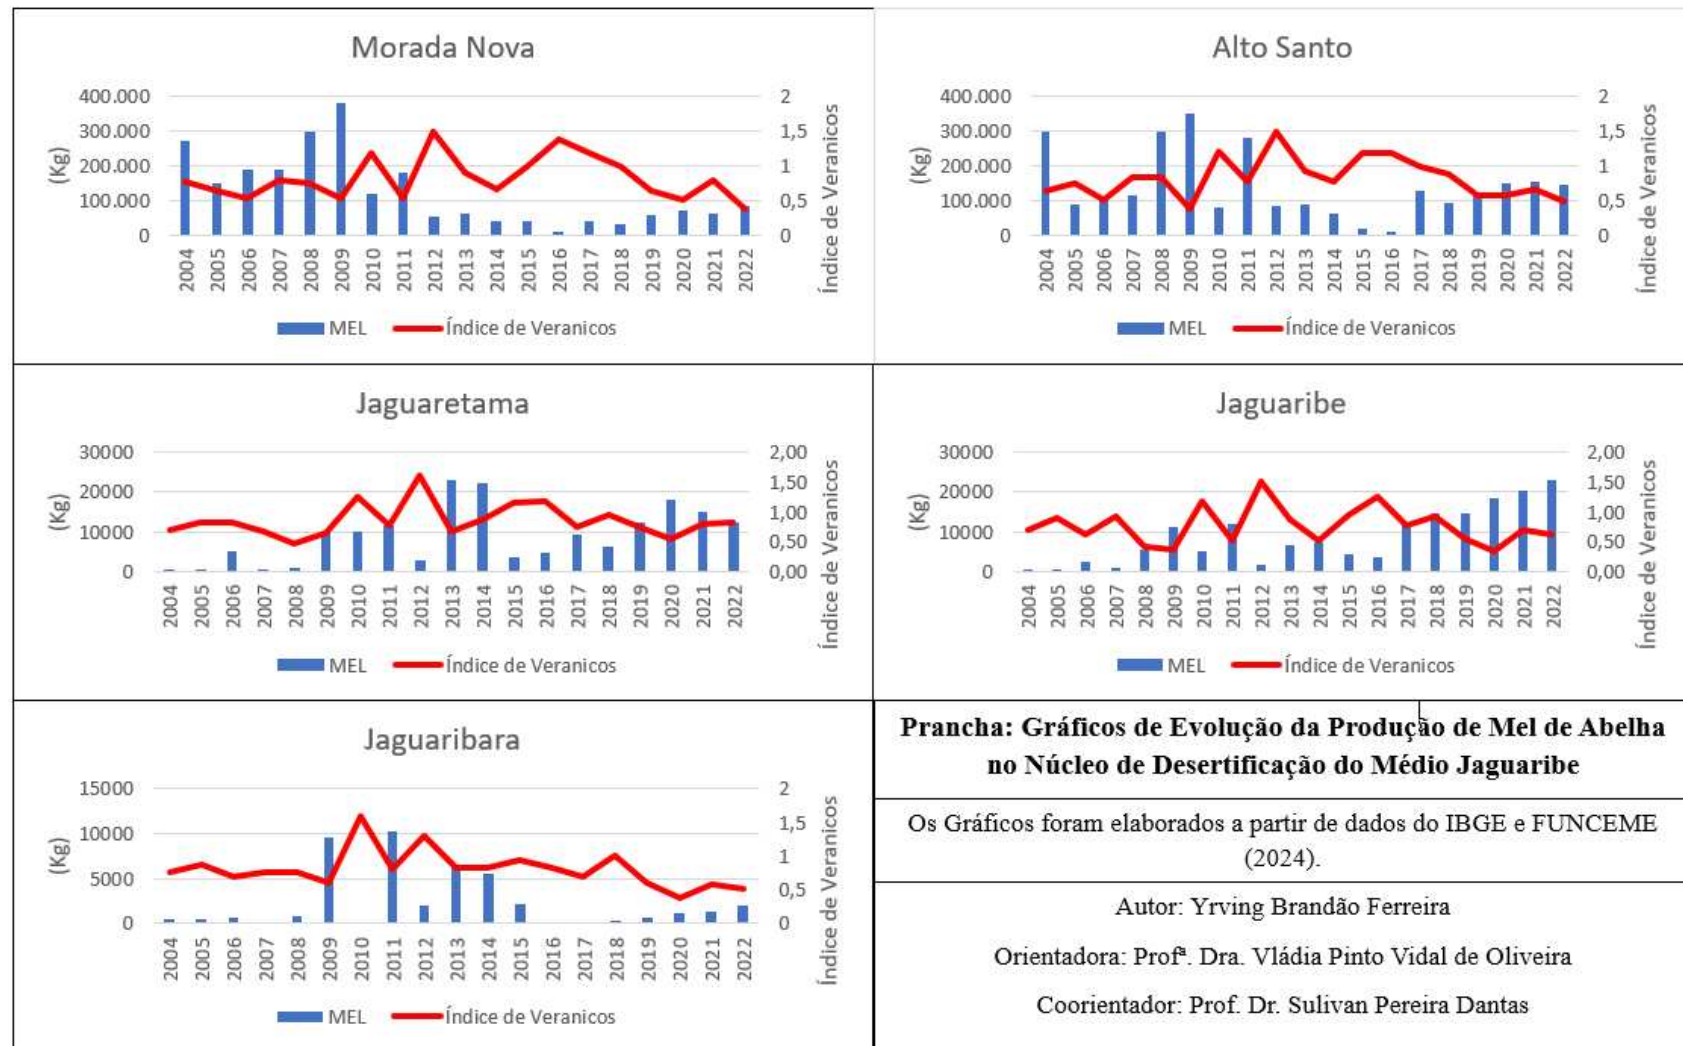 Morada Nova
400.000
300.000
200.000
100.000
0
(Kg)
2
1,5
1
0,5
0
Índice de Veranicos
2004 2005 2006 2007 2008 2009 2010 2011 2012 2013 2014 2015 2016 2017 2018 2019 2020 2021 2022
MEL Índice de Veranicos
Alto Santo
400.000
300.000
200.000
100.000
0
(Kg)
2
1,5
1
0,5
0
Índice de Veranicos
2004 2005 2006 2007 2008 2009 2010 2011 2012 2013 2014 2015 2016 2017 2018 2019 2020 2021 2022
MEL Índice de Veranicos
Jaguaretama
30000
20000
10000
0
(Kg)
2,00
1,50
1,00
0,50
0,00
Índice de Veranicos
2004 2005 2006 2007 2008 2009 2010 2011 2012 2013 2014 2015 2016 2017 2018 2019 2020 2021 2022
MEL Índice de Veranicos
Jaguaribe
30000
20000
10000
0
(Kg)
2,00
1,50
1,00
0,50
0,00
Índice de Veranicos
2004 2005 2006 2007 2008 2009 2010 2011 2012 2013 2014 2015 2016 2017 2018 2019 2020 2021 2022
MEL Índice de Veranicos
Jaguaribara
15000
10000
5000
0
(Kg)
2
1,5
1
0,5
0
Índice de Veranicos
2004 2005 2006 2007 2008 2009 2010 2011 2012 2013 2014 2015 2016 2017 2018 2019 2020 2021 2022
MEL Índice de Veranicos
Prancha: Gráficos de Evolução da Produção de Mel de Abelha
no Núcleo de Desertificação do Médio Jaguaribe
Os Gráficos foram elaborados a partir de dados do IBGE e FUNCEME
(2024).
Autor: Yrving Brandão Ferreira
Orientadora: Profª. Dra. Vládia Pinto Vidal de Oliveira
Coorientador: Prof. Dr. Sulivan Pereira Dantas